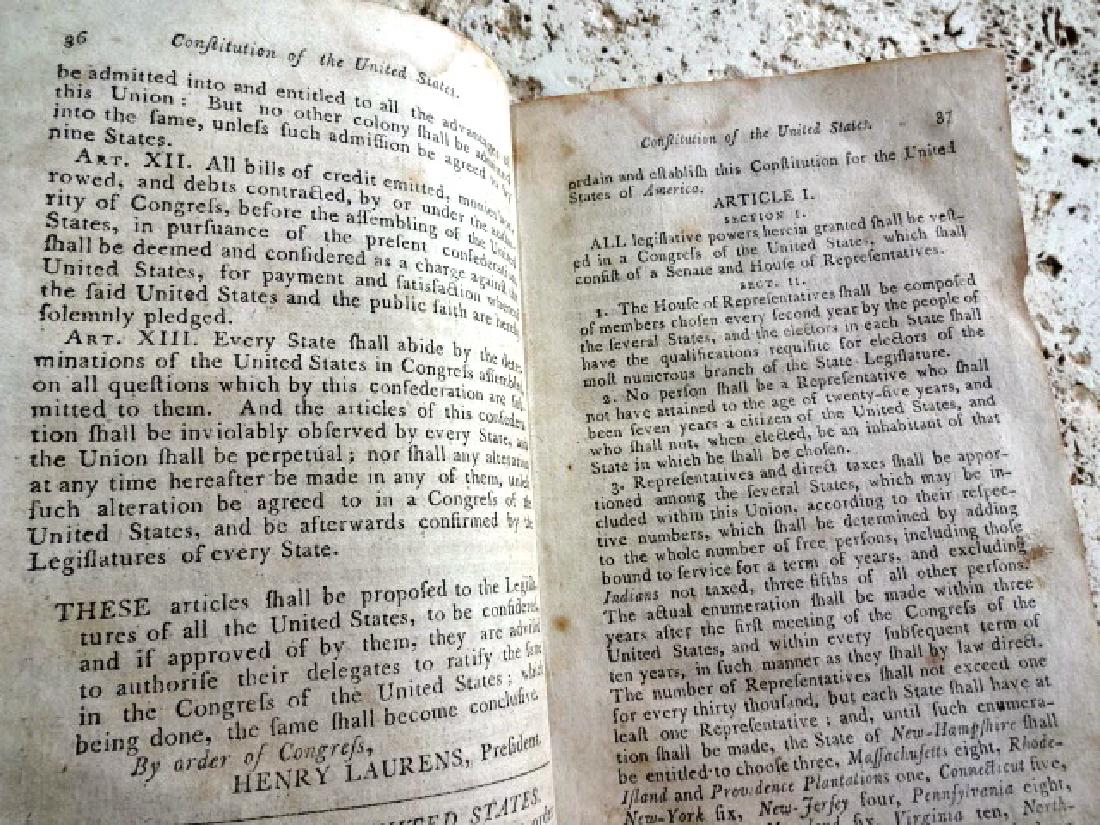 86 Conſtitution of the United States.
be admitted into and entitled to all the advantages of
this Union: But no other colony ſhall be admitted
into the ſame, unleſs ſuch admiſſion be agreed to by
nine States.
ART. XII. All bills of credit emitted, monies bor-
rowed, and debts contracted, by or under the autho-
rity of Congreſs, before the aſſembling of the United
States, in purſuance of the preſent confederation,
ſhall be deemed and conſidered as a charge againſt the
United States, for payment and ſatisfaction whereof
the ſaid United States and the public faith are hereby
ſolemnly pledged.
ART. XIII. Every State ſhall abide by the deter-
minations of the United States in Congreſs aſſembled,
on all queſtions which by this confederation are ſub-
mitted to them. And the articles of this confedera-
tion ſhall be inviolably obſerved by every State, and
the Union ſhall be perpetual; nor ſhall any alteration
at any time hereafter be made in any of them, unleſs
ſuch alteration be agreed to in a Congreſs of the
United States, and be afterwards confirmed by the
Legiſlatures of every State.
THESE articles ſhall be propoſed to the Legiſla-
tures of all the United States, to be conſidered,
and if approved of by them, they are adviſed
to authoriſe their delegates to ratify the ſame
in the Congreſs of the United States; which
being done, the ſame ſhall become concluſive.
By order of Congreſs,
HENRY LAURENS, Preſident.
UNITED STATES.
Conſtitution of the United States. 87
ordain and eſtabliſh this Conſtitution for the United
States of America.
ARTICLE I.
SECTION I.
ALL legiſlative powers herein granted ſhall be veſt-
ed in a Congreſs of the United States, which ſhall
conſiſt of a Senate and Houſe of Repreſentatives.
SECT. II.
1. The Houſe of Repreſentatives ſhall be compoſed
of members choſen every ſecond year by the people of
the ſeveral States, and the electors in each State ſhall
have the qualifications requiſite for electors of the
moſt numerous branch of the State Legiſlature.
2. No perſon ſhall be a Repreſentative who ſhall
not have attained to the age of twenty-five years, and
been ſeven years a citizen of the United States, and
who ſhall not, when elected, be an inhabitant of that
State in which he ſhall be choſen.
3. Repreſentatives and direct taxes ſhall be appor-
tioned among the ſeveral States, which may be in-
cluded within this Union, according to their reſpec-
tive numbers, which ſhall be determined by adding
to the whole number of free perſons, including thoſe
bound to ſervice for a term of years, and excluding
Indians not taxed, three fifths of all other perſons.
The actual enumeration ſhall be made within three
years after the firſt meeting of the Congreſs of the
United States, and within every ſubſequent term of
ten years, in ſuch manner as they ſhall by law direct.
The number of Repreſentatives ſhall not exceed one
for every thirty thouſand, but each State ſhall have at
leaſt one Repreſentative; and, until ſuch enumera-
tion ſhall be made, the State of New-Hampſhire ſhall
be entitled to chooſe three, Maſſachuſetts eight, Rhode-
Iſland and Providence Plantations one, Connecticut five,
New-York ſix, New-Jerſey four, Pennſylvania eight,
ſix, Virginia ten, North-